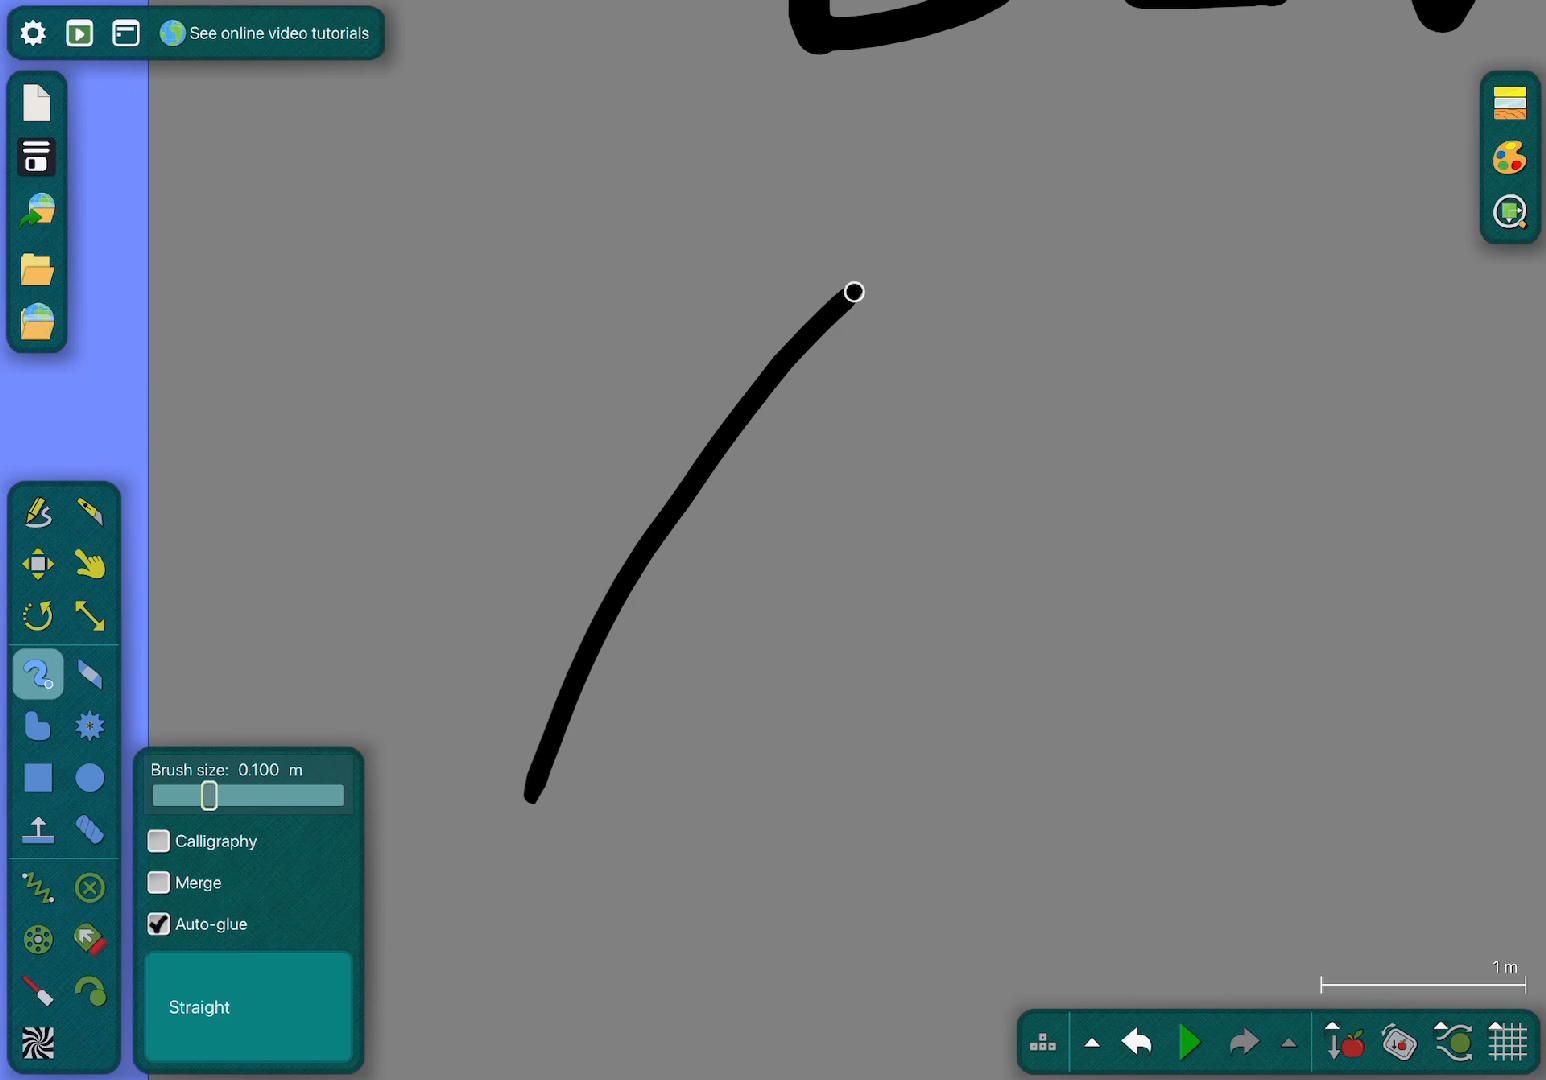 See online video tutorials
Brush size: 0.100 m
Calligraphy
Merge
Auto-glue
Straight
1 m